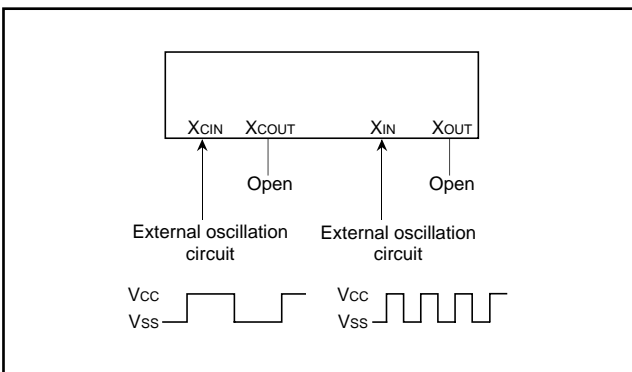 XCIN XCOUT XIN XOUT
Open Open
External oscillation External oscillation
circuit circuit
VCC VCC
VSS VSS